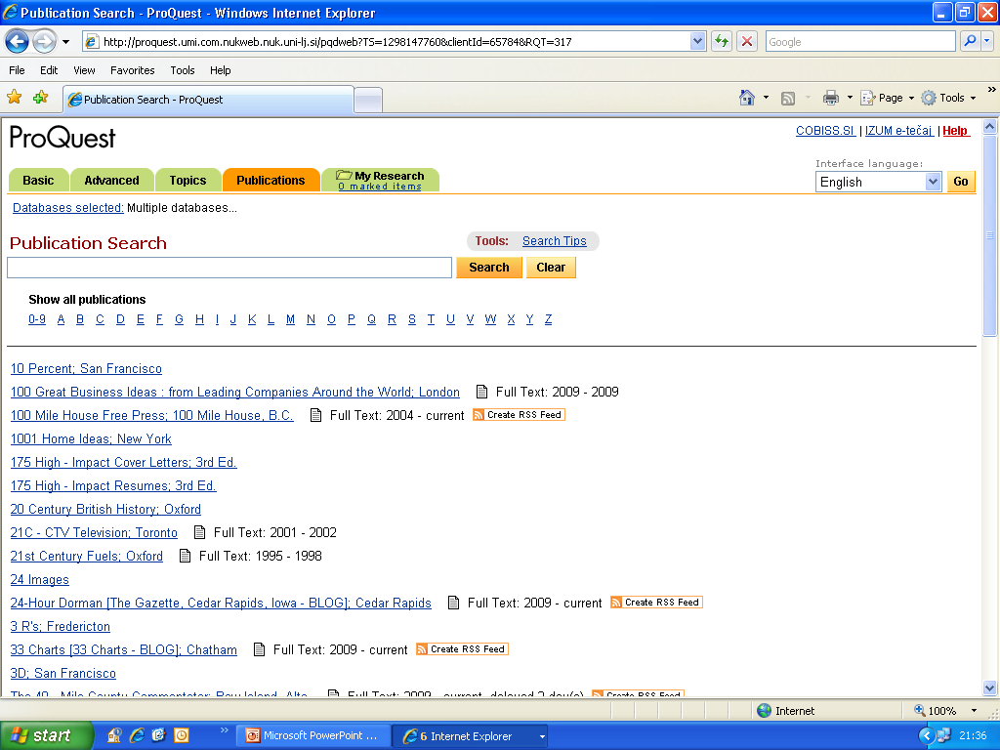 Publication Search - ProQuest - Windows Internet Explorer
http://proquest.umi.com.nukweb.nuk.uni-lj.si/pqdweb?TS=1298147760&clientId=65784&RQT=317
Google
File Edit View Favorites Tools Help
Publication Search - ProQuest
Page Tools
ProQuest
COBISS.SI | IZUM e-tečaj | Help
Interface language:
Basic Advanced Topics Publications My Research
0 marked items
English Go
Databases selected: Multiple databases...
Publication Search
Tools: Search Tips
Search Clear
Show all publications
0-9 A B C D E F G H I J K L M N O P Q R S T U V W X Y Z
10 Percent; San Francisco
100 Great Business Ideas : from Leading Companies Around the World; London Full Text: 2009 - 2009
100 Mile House Free Press; 100 Mile House, B.C. Full Text: 2004 - current Create RSS Feed
1001 Home Ideas; New York
175 High - Impact Cover Letters; 3rd Ed.
175 High - Impact Resumes; 3rd Ed.
20 Century British History; Oxford
21C - CTV Television; Toronto Full Text: 2001 - 2002
21st Century Fuels; Oxford Full Text: 1995 - 1998
24 Images
24-Hour Dorman [The Gazette, Cedar Rapids, Iowa - BLOG]; Cedar Rapids Full Text: 2009 - current Create RSS Feed
3 R's; Fredericton
33 Charts [33 Charts - BLOG]; Chatham Full Text: 2009 - current Create RSS Feed
3D; San Francisco
The 40 - Mile County Commentator; Bow Island, Alta. Full Text: 2009 - current, delayed 2 day(s) Create RSS Feed
Internet 100%
start Microsoft PowerPoint ... 6 Internet Explorer 21:36